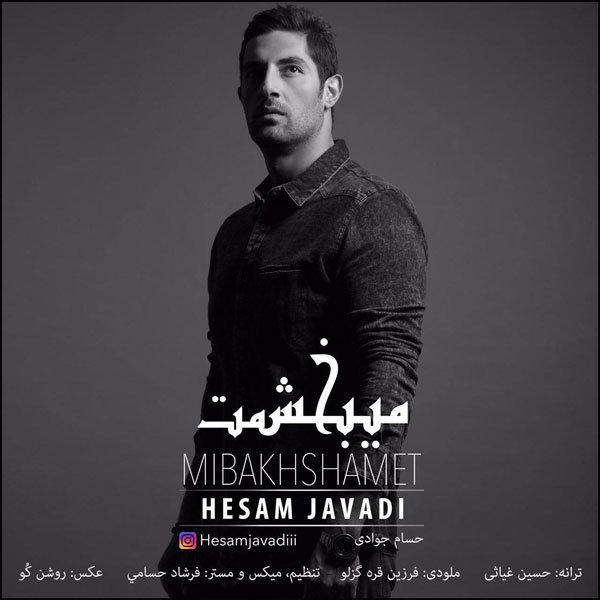 میبخشمت
MIBAKHSHAMET
HESAM JAVADI
Hesamjavadiii حسام جوادی
ترانه: حسین غیاثی ملودی: فرزین قره گزلو تنظیم، میکس و مستر: فرشاد حسامي عکس: روشن گُو